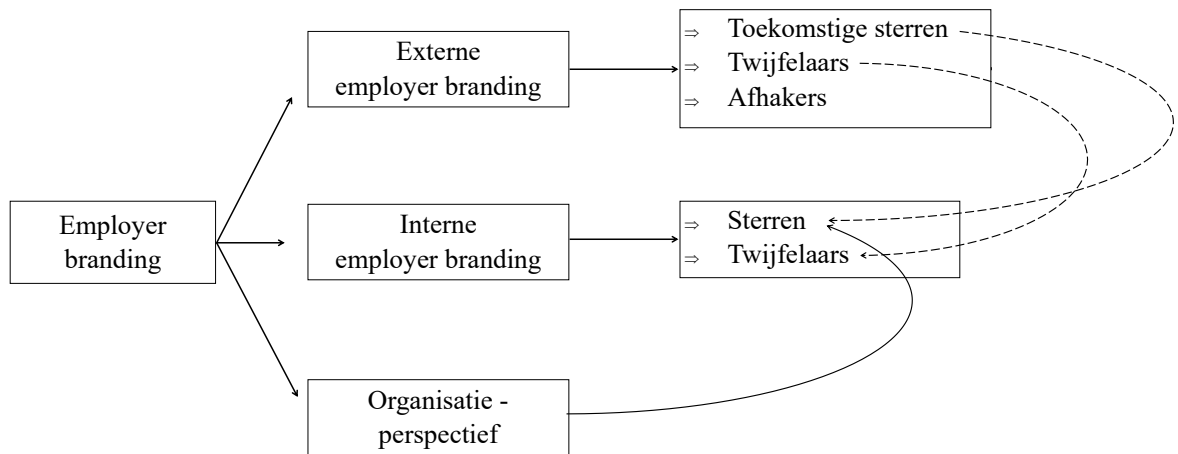 Externe
employer branding
⇒ Toekomstige sterren
⇒ Twijfelaars
⇒ Afhakers
Employer
branding
Interne
employer branding
⇒ Sterren
⇒ Twijfelaars
Organisatie -
perspectief